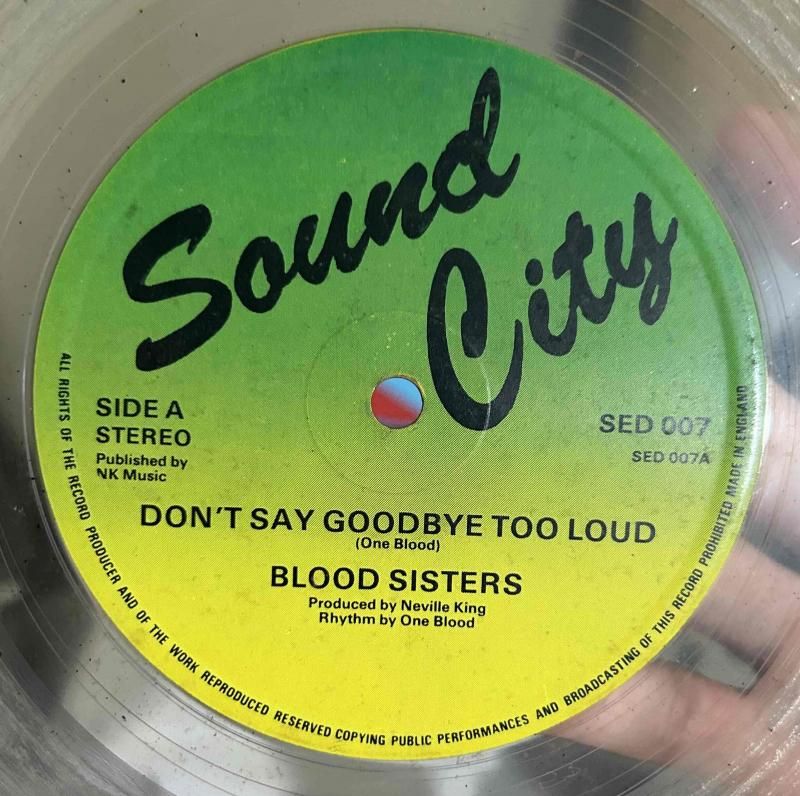 Sound
City
SIDE A
STEREO
Published by
NK Music
SED 007
SED 007A
DON'T SAY GOODBYE TOO LOUD
(One Blood)
BLOOD SISTERS
Produced by Neville King
Rhythm by One Blood
ALL RIGHTS OF THE RECORD PRODUCER AND OF THE WORK REPRODUCED RESERVED COPYING PUBLIC PERFORMANCES AND BROADCASTING OF THIS RECORD PROHIBITED MADE IN ENGLAND